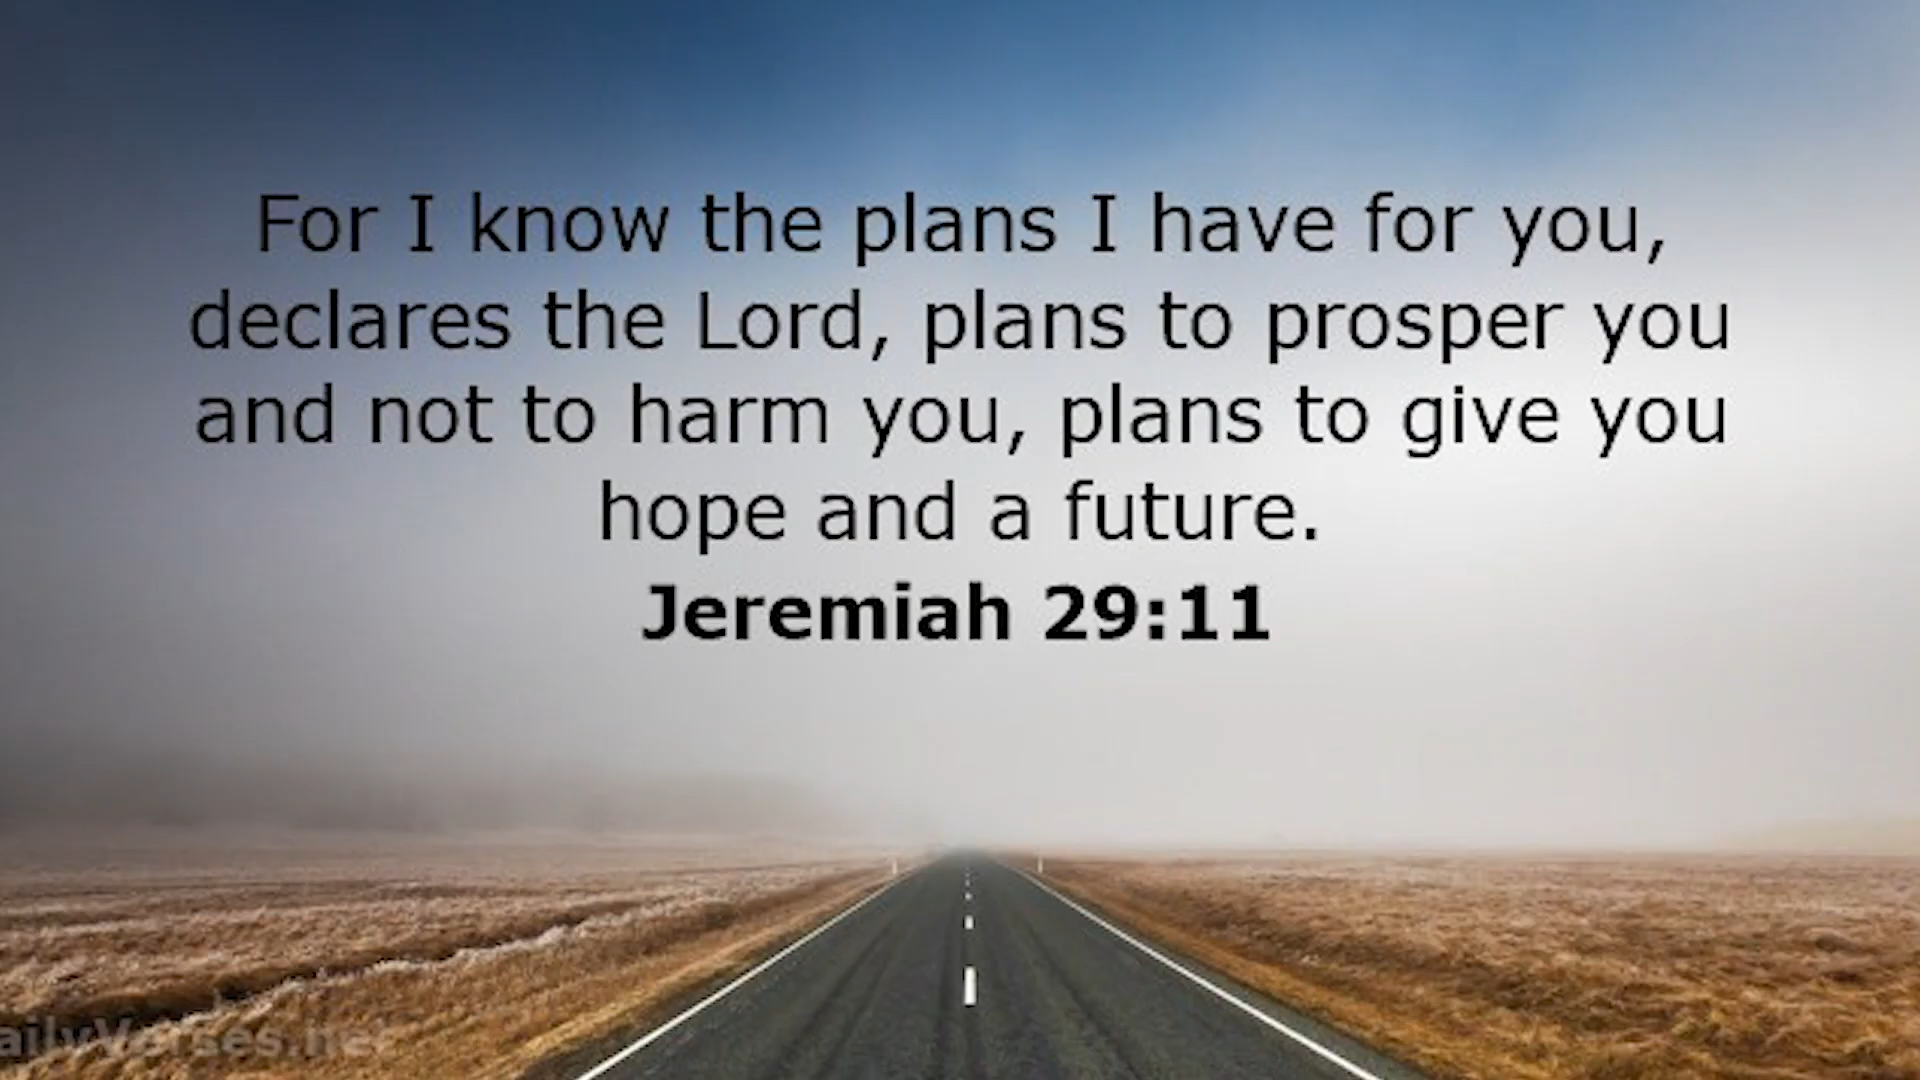 For I know the plans I have for you,
declares the Lord, plans to prosper you
and not to harm you, plans to give you
hope and a future.
Jeremiah 29:11
ailyVerses.net